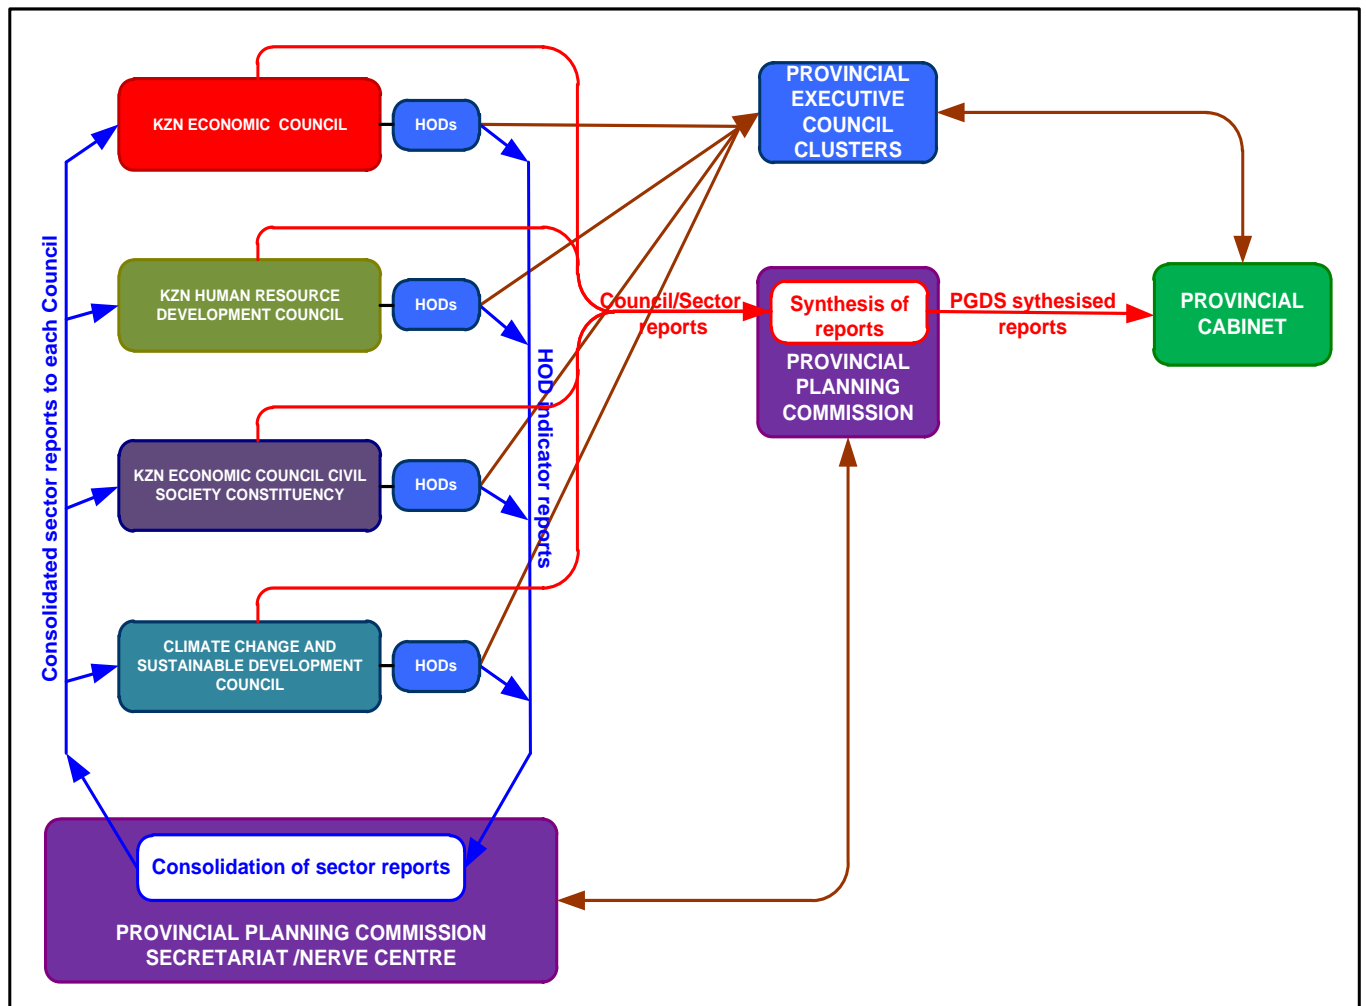 KZN ECONOMIC COUNCIL
HODs
PROVINCIAL
EXECUTIVE
COUNCIL
CLUSTERS
KZN HUMAN RESOURCE
DEVELOPMENT COUNCIL
HODs
Council/Sector
reports
Synthesis of
reports
PROVINCIAL
PLANNING
COMMISSION
PGDS sythesised
reports
PROVINCIAL
CABINET
KZN ECONOMIC COUNCIL CIVIL
SOCIETY CONSTITUENCY
HODs
CLIMATE CHANGE AND
SUSTAINABLE DEVELOPMENT
COUNCIL
HODs
Consolidated sector reports to each Council
HOD indicator reports
Consolidation of sector reports
PROVINCIAL PLANNING COMMISSION
SECRETARIAT /NERVE CENTRE